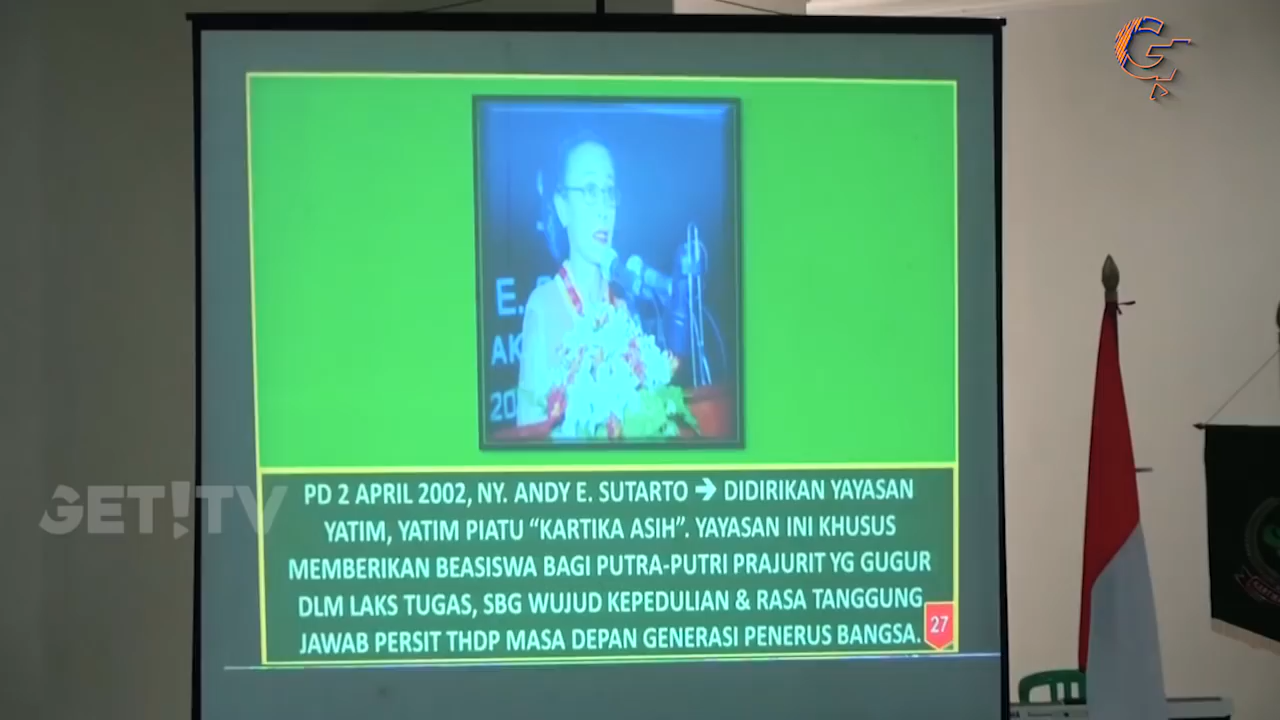 E.
AK
20
PD 2 APRIL 2002, NY. ANDY E. SUTARTO ➔ DIDIRIKAN YAYASAN
YATIM, YATIM PIATU “KARTIKA ASIH”. YAYASAN INI KHUSUS
MEMBERIKAN BEASISWA BAGI PUTRA-PUTRI PRAJURIT YG GUGUR
DLM LAKS TUGAS, SBG WUJUD KEPEDULIAN & RASA TANGGUNG
JAWAB PERSIT THDP MASA DEPAN GENERASI PENERUS BANGSA.
27
GET!TV